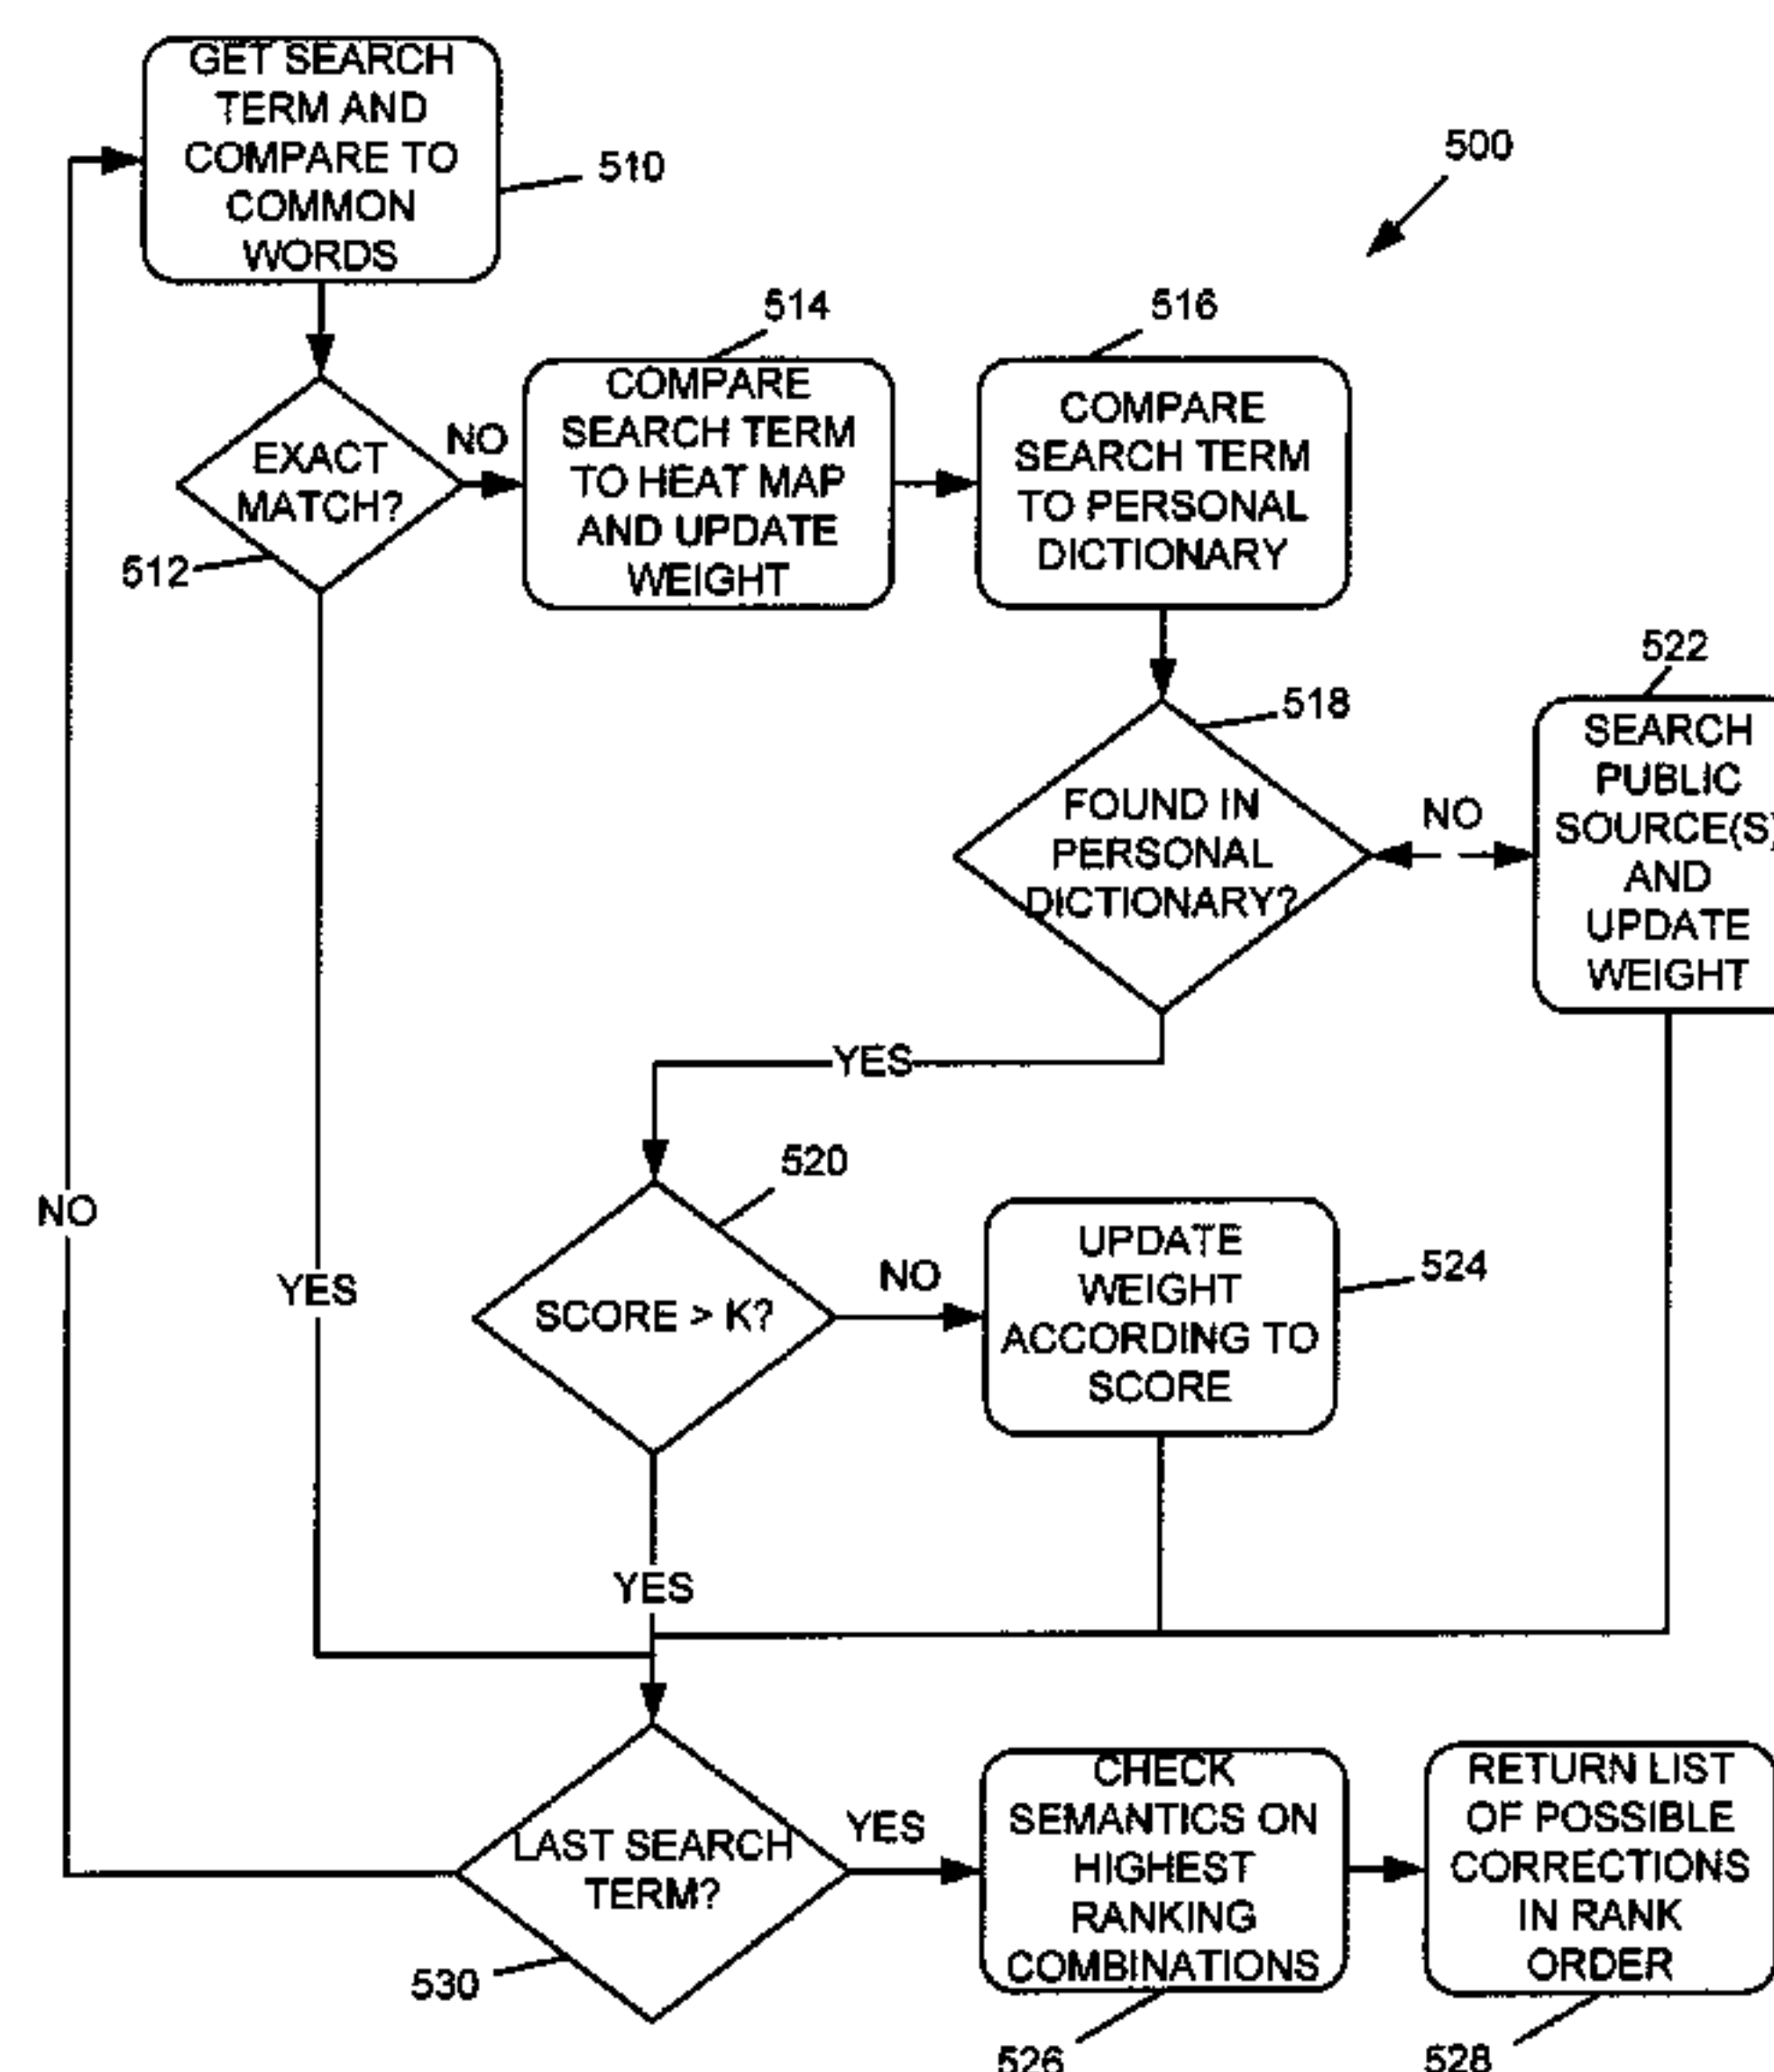 GET SEARCH
TERM AND
COMPARE TO
COMMON
WORDS
510
500
514
516
EXACT
MATCH?
512
NO
COMPARE
SEARCH TERM
TO HEAT MAP
AND UPDATE
WEIGHT
COMPARE
SEARCH TERM
TO PERSONAL
DICTIONARY
522
518
FOUND IN
PERSONAL
DICTIONARY?
NO
SEARCH
PUBLIC
SOURCE(S)
AND
UPDATE
WEIGHT
YES
520
NO
YES
SCORE > K?
NO
UPDATE
WEIGHT
ACCORDING TO
SCORE
524
YES
LAST SEARCH
TERM?
530
YES
CHECK
SEMANTICS ON
HIGHEST
RANKING
COMBINATIONS
526
RETURN LIST
OF POSSIBLE
CORRECTIONS
IN RANK
ORDER
528